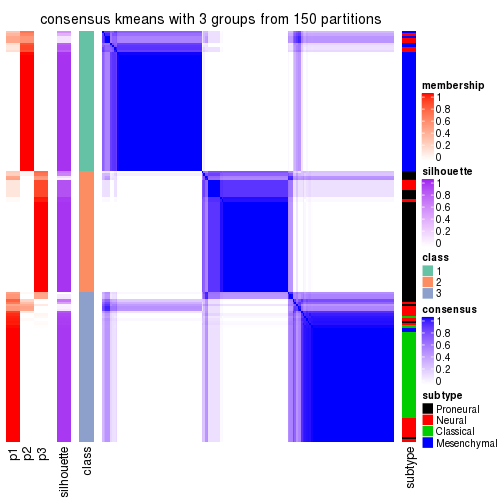 consensus kmeans with 3 groups from 150 partitions
membership
1
0.8
0.6
0.4
0.2
0
silhouette
1
0.8
0.6
0.4
0.2
0
class
1
2
3
consensus
1
0.8
0.6
0.4
0.2
0
subtype
Proneural
Neural
Classical
Mesenchymal
p1
p2
p3
silhouette
class
subtype